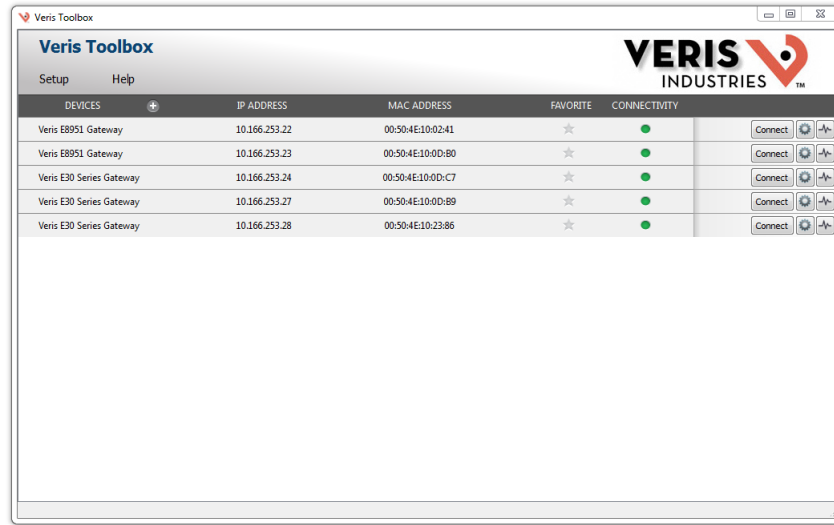 Veris Toolbox
Veris Toolbox
VERIS
INDUSTRIES ™
Setup Help
DEVICES IP ADDRESS MAC ADDRESS FAVORITE CONNECTIVITY
Veris E8951 Gateway 10.166.253.22 00:50:4E:10:02:41 Connect
Veris E8951 Gateway 10.166.253.23 00:50:4E:10:0D:B0 Connect
Veris E30 Series Gateway 10.166.253.24 00:50:4E:10:0D:C7 Connect
Veris E30 Series Gateway 10.166.253.27 00:50:4E:10:0D:B9 Connect
Veris E30 Series Gateway 10.166.253.28 00:50:4E:10:23:86 Connect